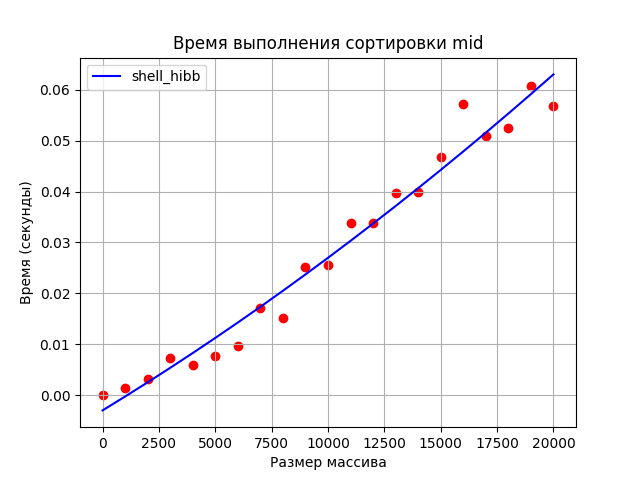 Время выполнения сортировки mid
shell_hibb
0.06
0.05
0.04
0.03
0.02
0.01
0.00
Время (секунды)
0 2500 5000 7500 10000 12500 15000 17500 20000
Размер массива